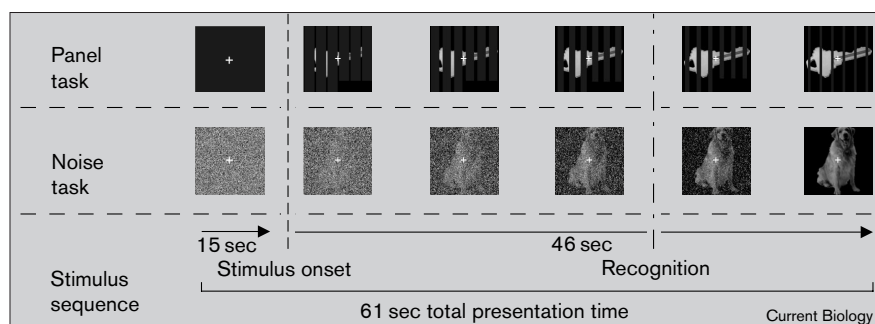 Panel
task
Noise
task
15 sec
46 sec
Stimulus onset
Recognition
Stimulus
sequence
61 sec total presentation time
Current Biology